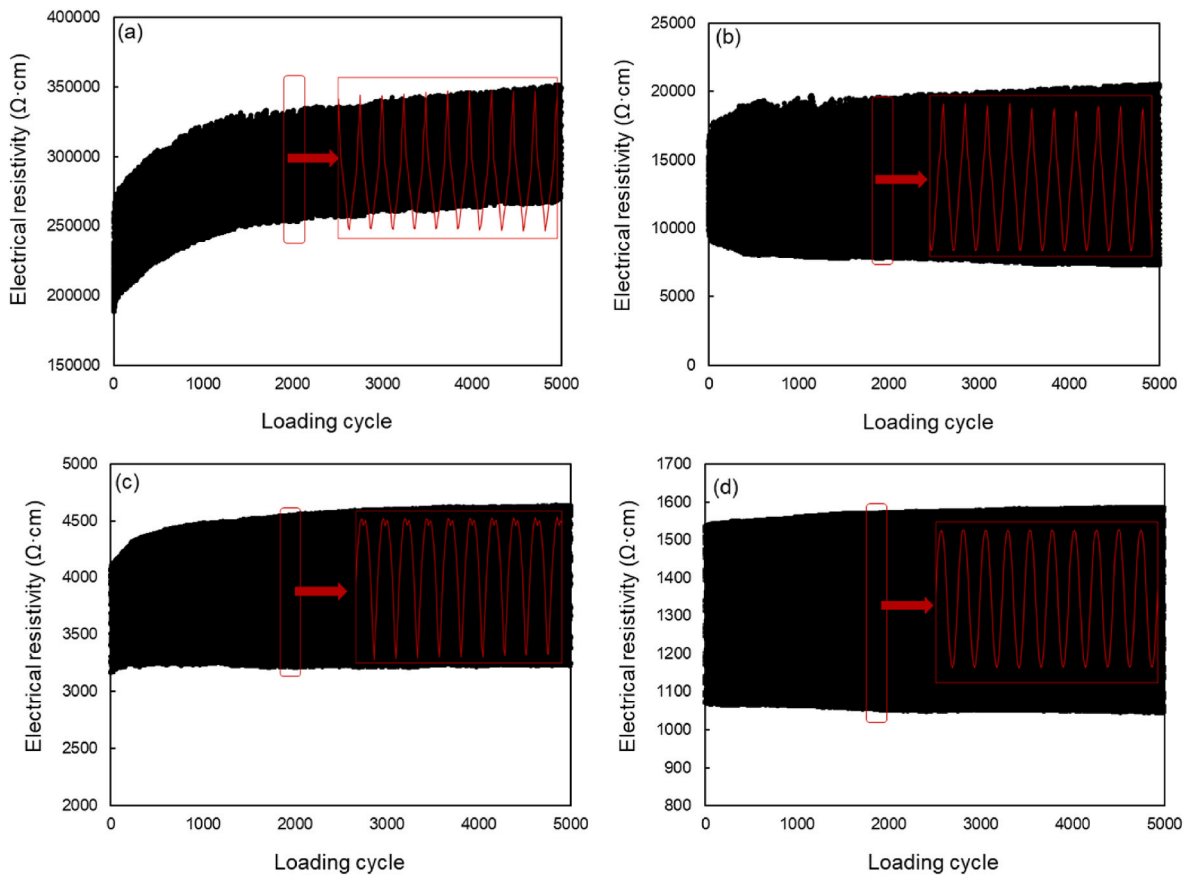 (a)
Electrical resistivity (Ω·cm)
400000
350000
300000
250000
200000
150000
0 1000 2000 3000 4000 5000
Loading cycle
(b)
Electrical resistivity (Ω·cm)
25000
20000
15000
10000
5000
0
0 1000 2000 3000 4000 5000
Loading cycle
(c)
Electrical resistivity (Ω·cm)
5000
4500
4000
3500
3000
2500
2000
0 1000 2000 3000 4000 5000
Loading cycle
(d)
Electrical resistivity (Ω·cm)
1700
1600
1500
1400
1300
1200
1100
1000
900
800
0 1000 2000 3000 4000 5000
Loading cycle